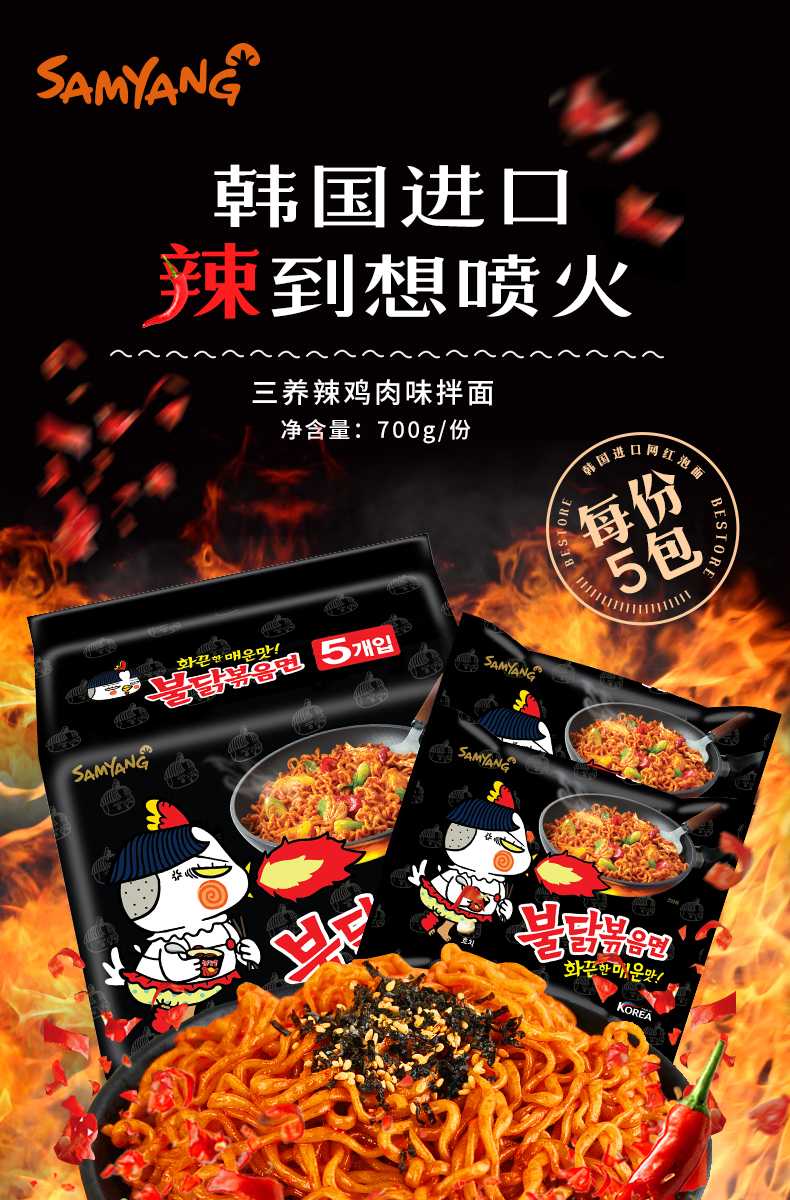 SAMYANG
韩国进口
辣到想喷火
三养辣鸡肉味拌面
净含量：700g/份
韩国进口网红泡面
BESTORE
每份
5包
BESTORE
화끈한 매운맛!
불닭볶음면
5개입
SAMYANG
SAMYANG
SAMYANG
불닭볶음면
화끈한 매운맛!
호치
KOREA